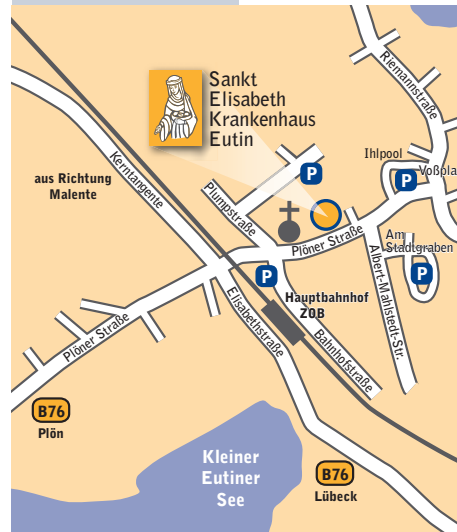 Riemannstraße
Sankt
Elisabeth
Krankenhaus
Eutin
Ihlpool
P
P
Voßpla
aus Richtung
Malente
Kerntangente
Plumpstraße
Plöner Straße
Am
Stadtgraben
P
P
Albert-Mahlstedt-Str.
Hauptbahnhof
ZOB
Elisabethstraße
Bahnhofstraße
Plöner Straße
B76
Plön
Kleiner
Eutiner
See
B76
Lübeck